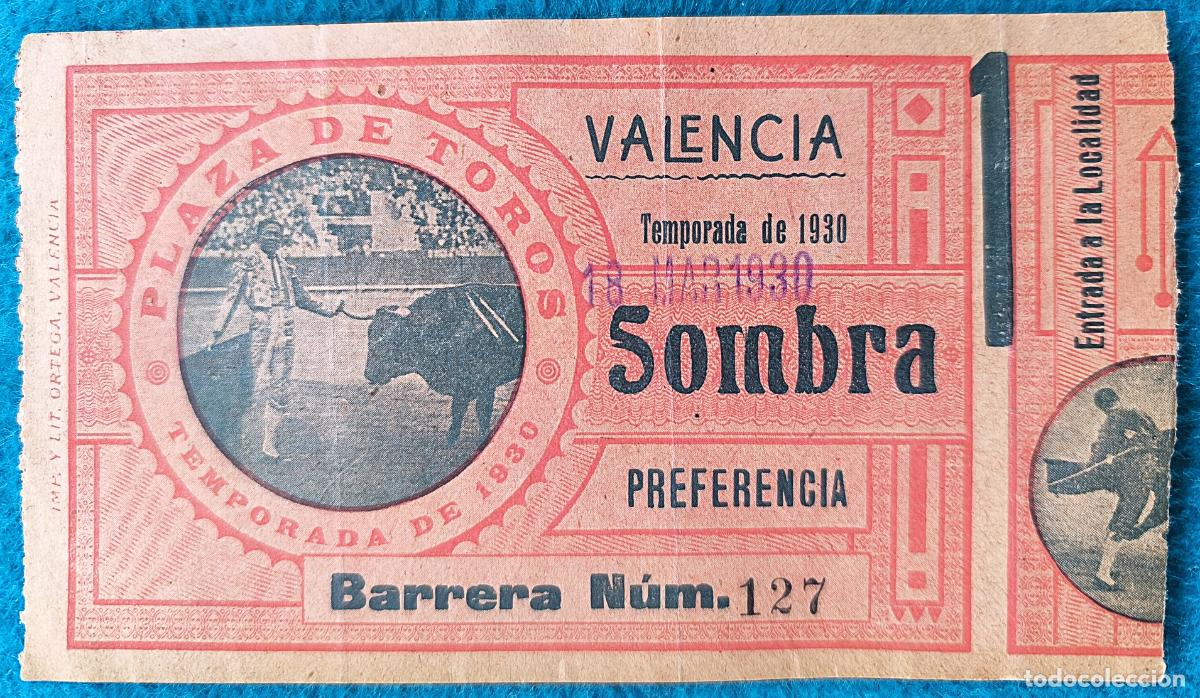 PLAZA DE TOROS
TEMPORADA DE 1930
VALENCIA
Temporada de 1930
18 MAR 1930
Sombra
PREFERENCIA
Barrera Núm. 127
1
Entrada a la Localidad
IMP. Y LIT. ORTEGA, VALENCIA
todocoleccion